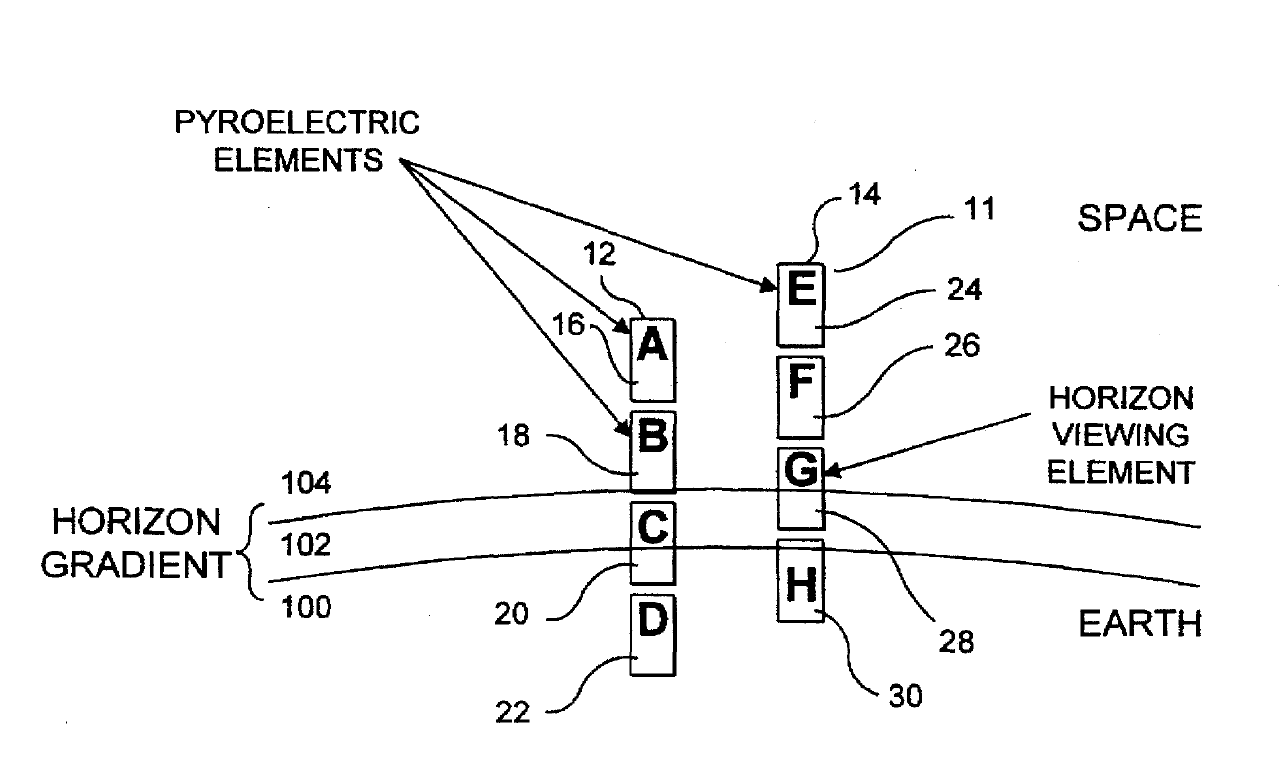 PYROELECTRIC
ELEMENTS
14
11
SPACE
12
E
24
16
A
F
26
HORIZON
VIEWING
ELEMENT
18
B
G
104
HORIZON
GRADIENT
102
100
C
20
H
EARTH
D
28
22
30